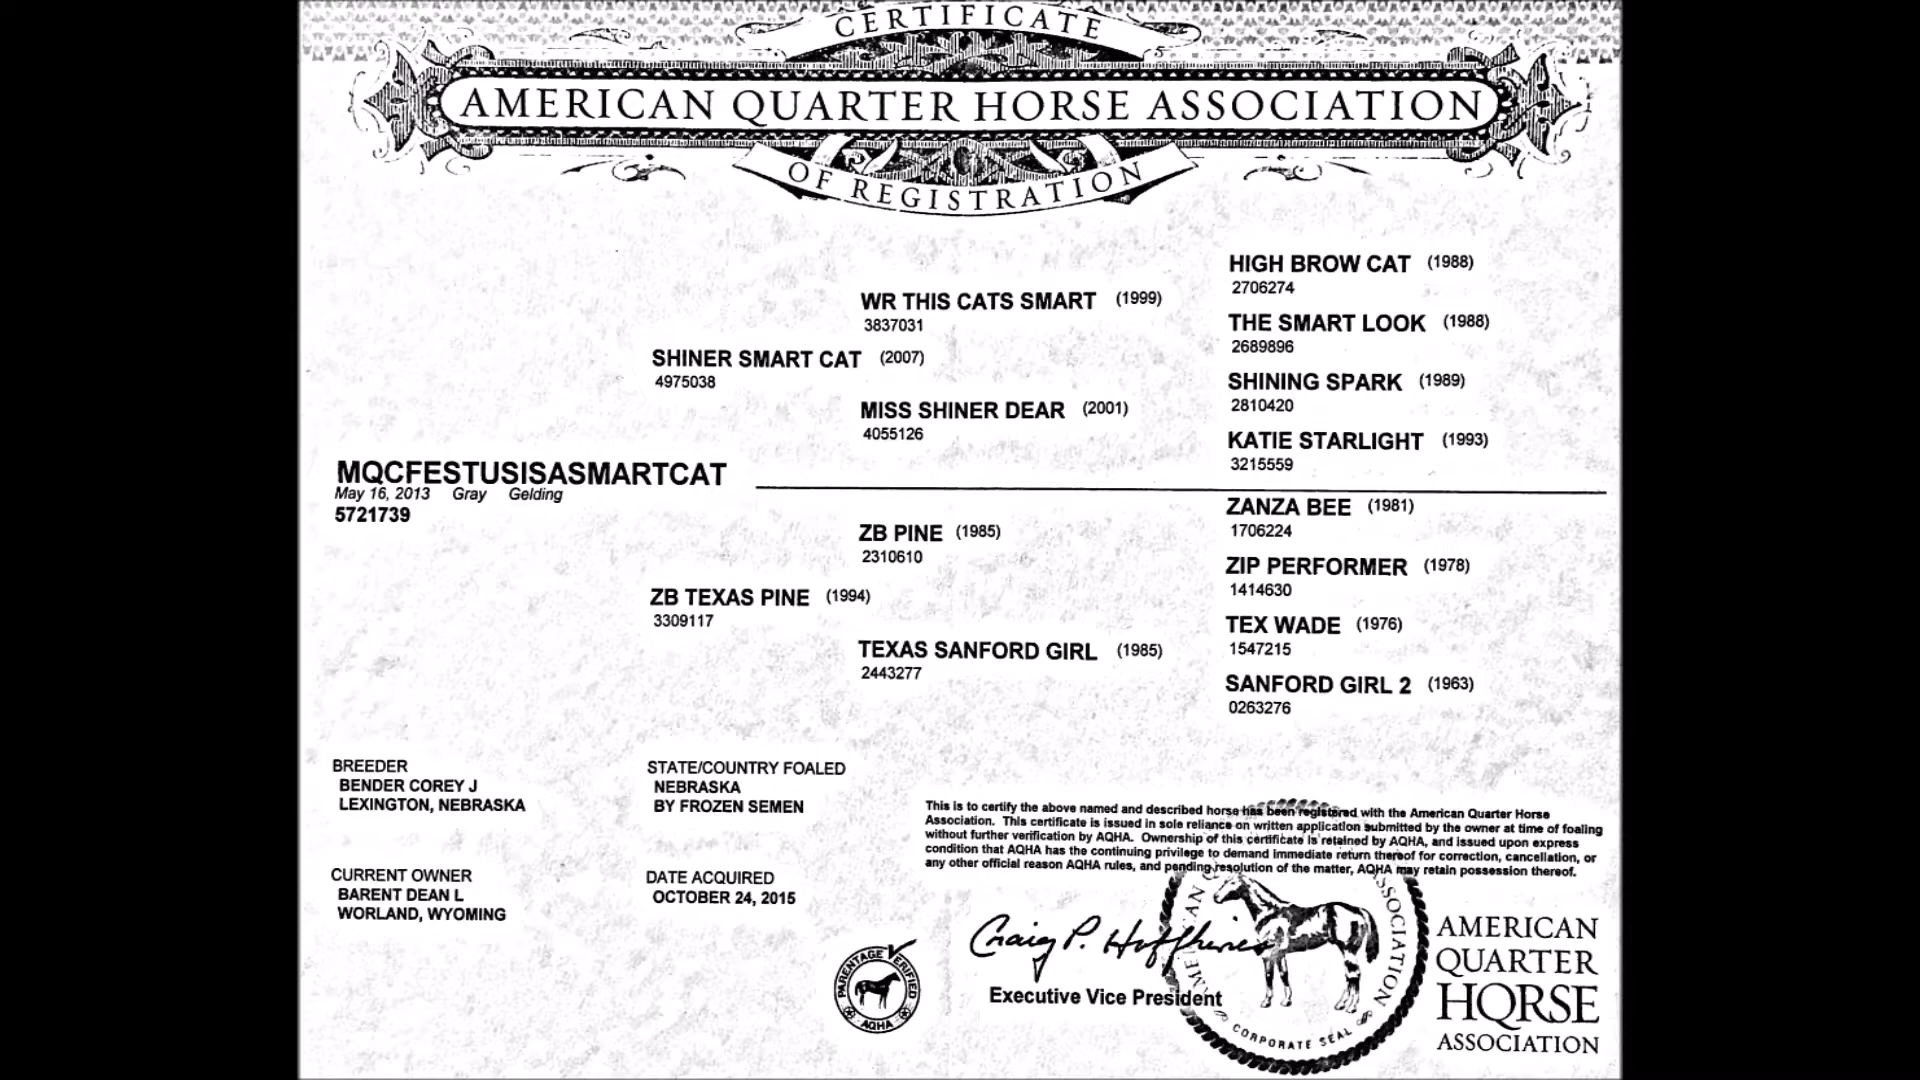 CERTIFICATE
AMERICAN QUARTER HORSE ASSOCIATION
OF REGISTRATION
HIGH BROW CAT (1988)
2706274
WR THIS CATS SMART (1999)
3837031
THE SMART LOOK (1988)
2689896
SHINER SMART CAT (2007)
4975038
SHINING SPARK (1989)
2810420
MISS SHINER DEAR (2001)
4055126
KATIE STARLIGHT (1993)
3215559
MQCFESTUSISASMARTCAT
May 16, 2013 Gray Gelding
5721739
ZANZA BEE (1981)
1706224
ZB PINE (1985)
2310610
ZIP PERFORMER (1978)
1414630
ZB TEXAS PINE (1994)
3309117
TEX WADE (1976)
1547215
TEXAS SANFORD GIRL (1985)
2443277
SANFORD GIRL 2 (1963)
0263276
BREEDER
BENDER COREY J
LEXINGTON, NEBRASKA
STATE/COUNTRY FOALED
NEBRASKA
BY FROZEN SEMEN
CURRENT OWNER
BARENT DEAN L
WORLAND, WYOMING
DATE ACQUIRED
OCTOBER 24, 2015
This is to certify the above named and described horse has been registered with the American Quarter Horse
Association. This certificate is issued in sole reliance on written application submitted by the owner at time of foaling
without further verification by AQHA. Ownership of this certificate is retained by AQHA, and issued upon express
condition that AQHA has the continuing privilege to demand immediate return thereof for correction, cancellation, or
any other official reason AQHA rules, and pending resolution of the matter, AQHA may retain possession thereof.
Craig P. Huffhines
Executive Vice President
PARENTAGE VERIFIED
AQHA
ASSOCIATION
CORPORATE SEAL
AMERICAN
QUARTER
HORSE
ASSOCIATION